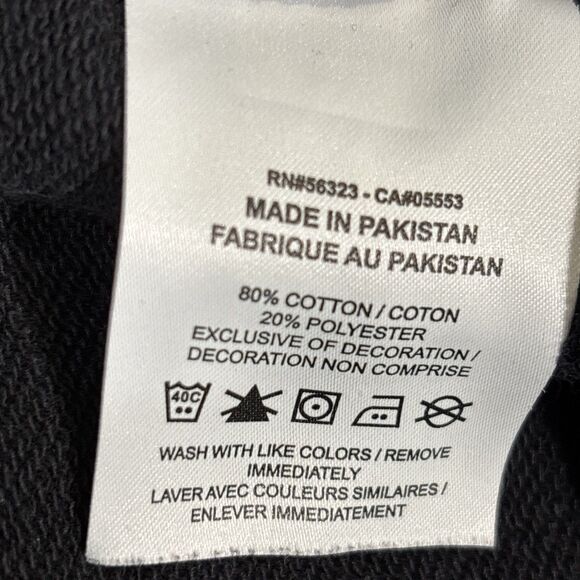 RN#56323 - CA#05553
MADE IN PAKISTAN
FABRIQUE AU PAKISTAN
80% COTTON / COTON
20% POLYESTER
EXCLUSIVE OF DECORATION /
DECORATION NON COMPRISE
40C
WASH WITH LIKE COLORS / REMOVE
IMMEDIATELY
LAVER AVEC COULEURS SIMILAIRES /
ENLEVER IMMEDIATEMENT